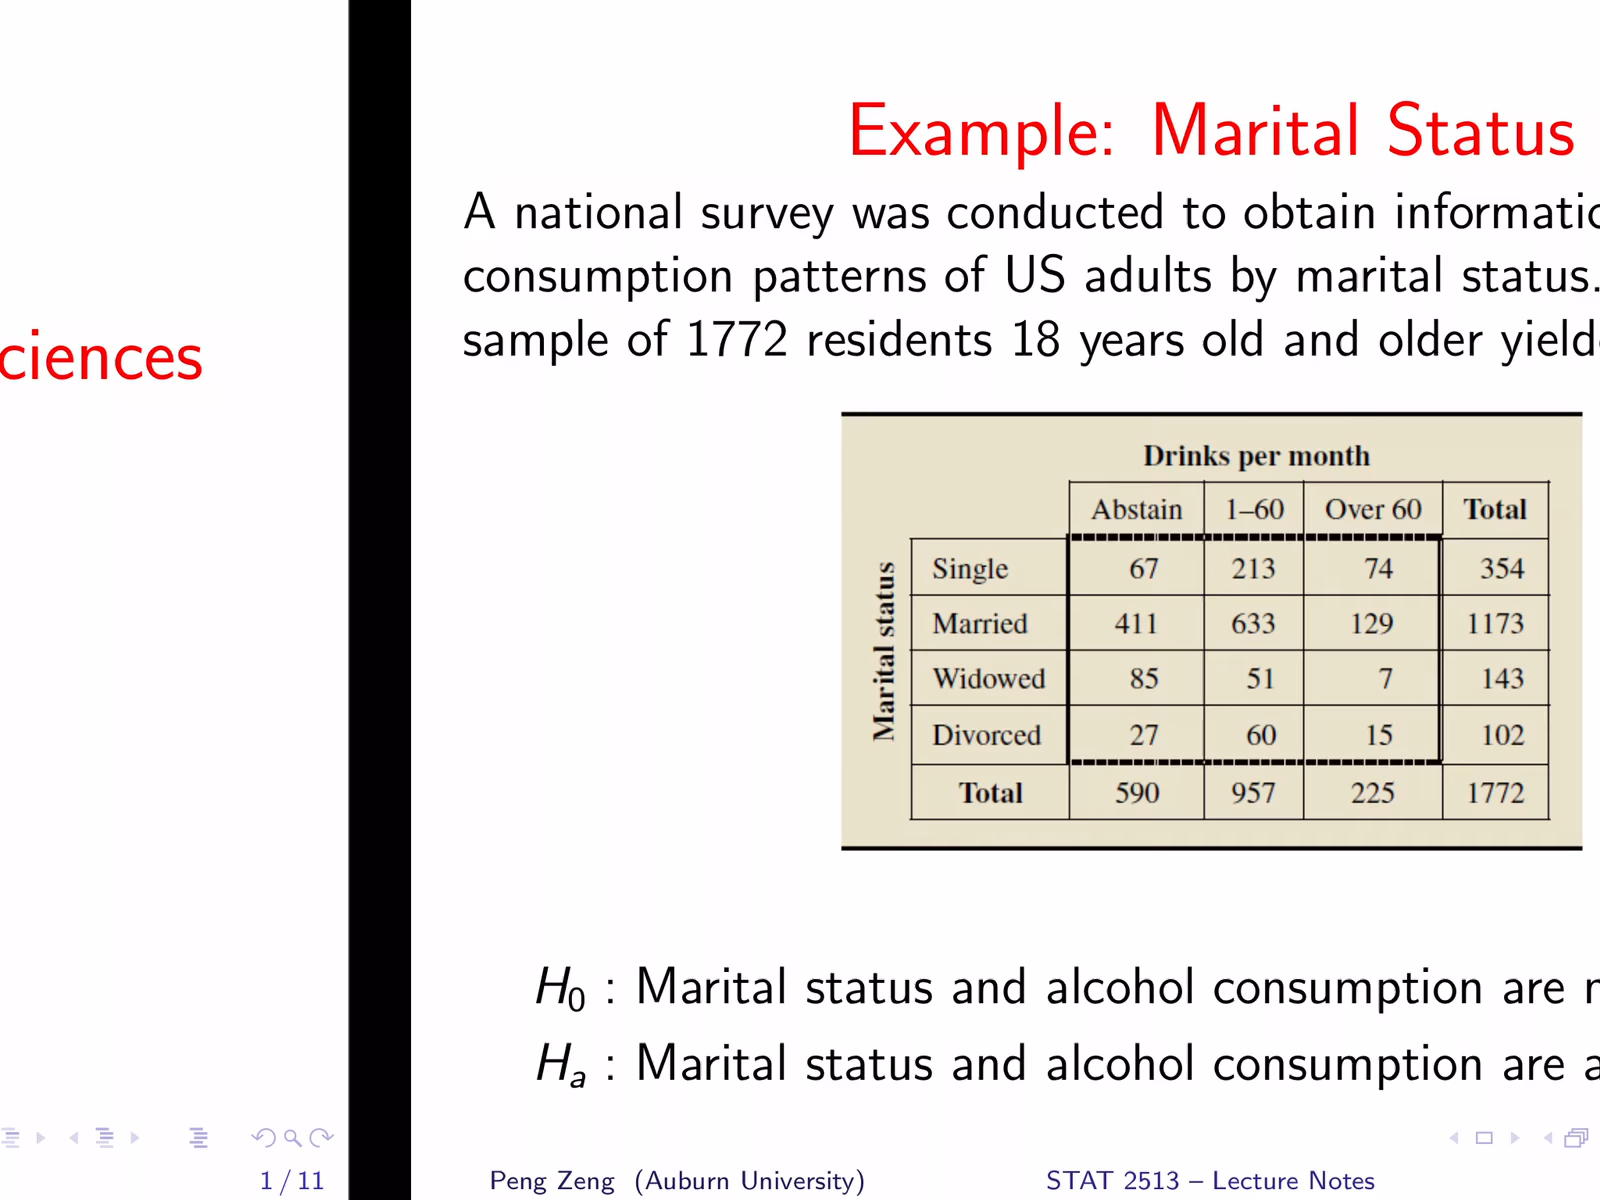 ciences
1 / 11
Example: Marital Status
A national survey was conducted to obtain informatio
consumption patterns of US adults by marital status.
sample of 1772 residents 18 years old and older yield
Drinks per month
Abstain 1–60 Over 60 Total
Marital status
Single 67 213 74 354
Married 411 633 129 1173
Widowed 85 51 7 143
Divorced 27 60 15 102
Total 590 957 225 1772
H0 : Marital status and alcohol consumption are n
Ha : Marital status and alcohol consumption are a
Peng Zeng (Auburn University) STAT 2513 – Lecture Notes